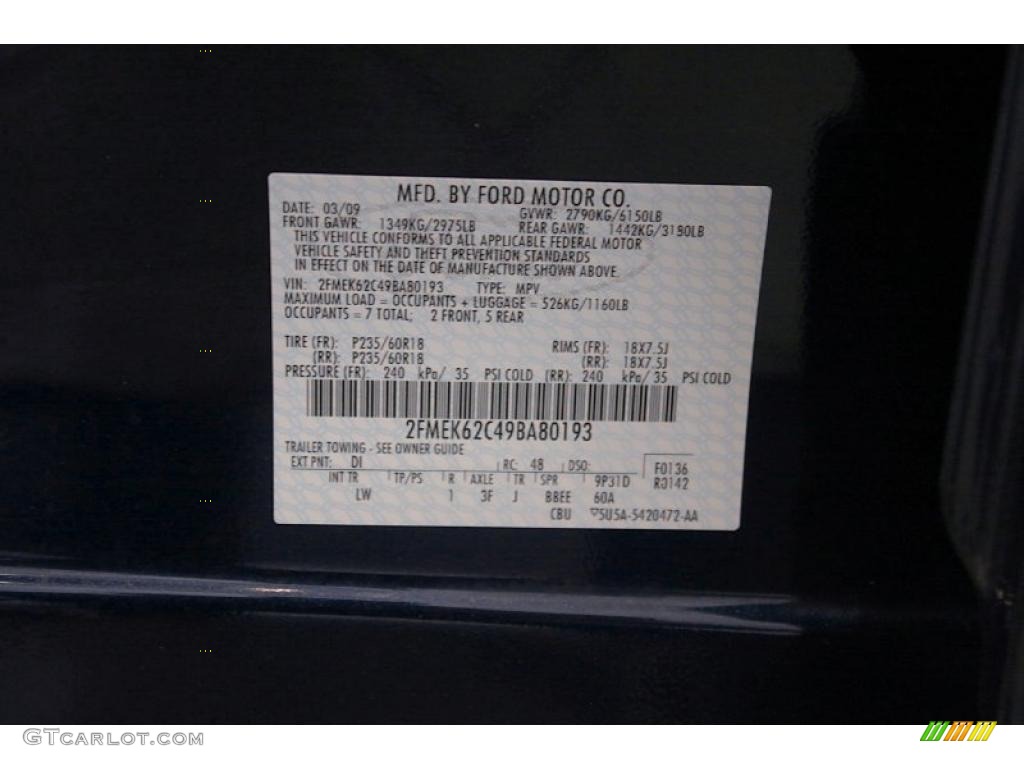 MFD. BY FORD MOTOR CO.
DATE: 03/09 GVWR: 2790KG/6150LB
FRONT GAWR: 1349KG/2975LB REAR GAWR: 1442KG/3180LB
THIS VEHICLE CONFORMS TO ALL APPLICABLE FEDERAL MOTOR
VEHICLE SAFETY AND THEFT PREVENTION STANDARDS
IN EFFECT ON THE DATE OF MANUFACTURE SHOWN ABOVE.
VIN: 2FMEK62C49BA80193 TYPE: MPV
MAXIMUM LOAD = OCCUPANTS + LUGGAGE = 526KG/1160LB
OCCUPANTS = 7 TOTAL; 2 FRONT, 5 REAR
TIRE (FR): P235/60R18 RIMS (FR): 18X7.5J
(RR): P235/60R18 (RR): 18X7.5J
PRESSURE (FR): 240 kPa/ 35 PSI COLD (RR): 240 kPa/ 35 PSI COLD
2FMEK62C49BA80193
TRAILER TOWING - SEE OWNER GUIDE
EXT PNT: DI RC: 48 DSO: F0136
INT TR TP/PS R AXLE TR SPR 9P31D R0142
LW 1 3F J BBEE 60A
CBU 5U5A-5420472-AA
GTCarlot.com